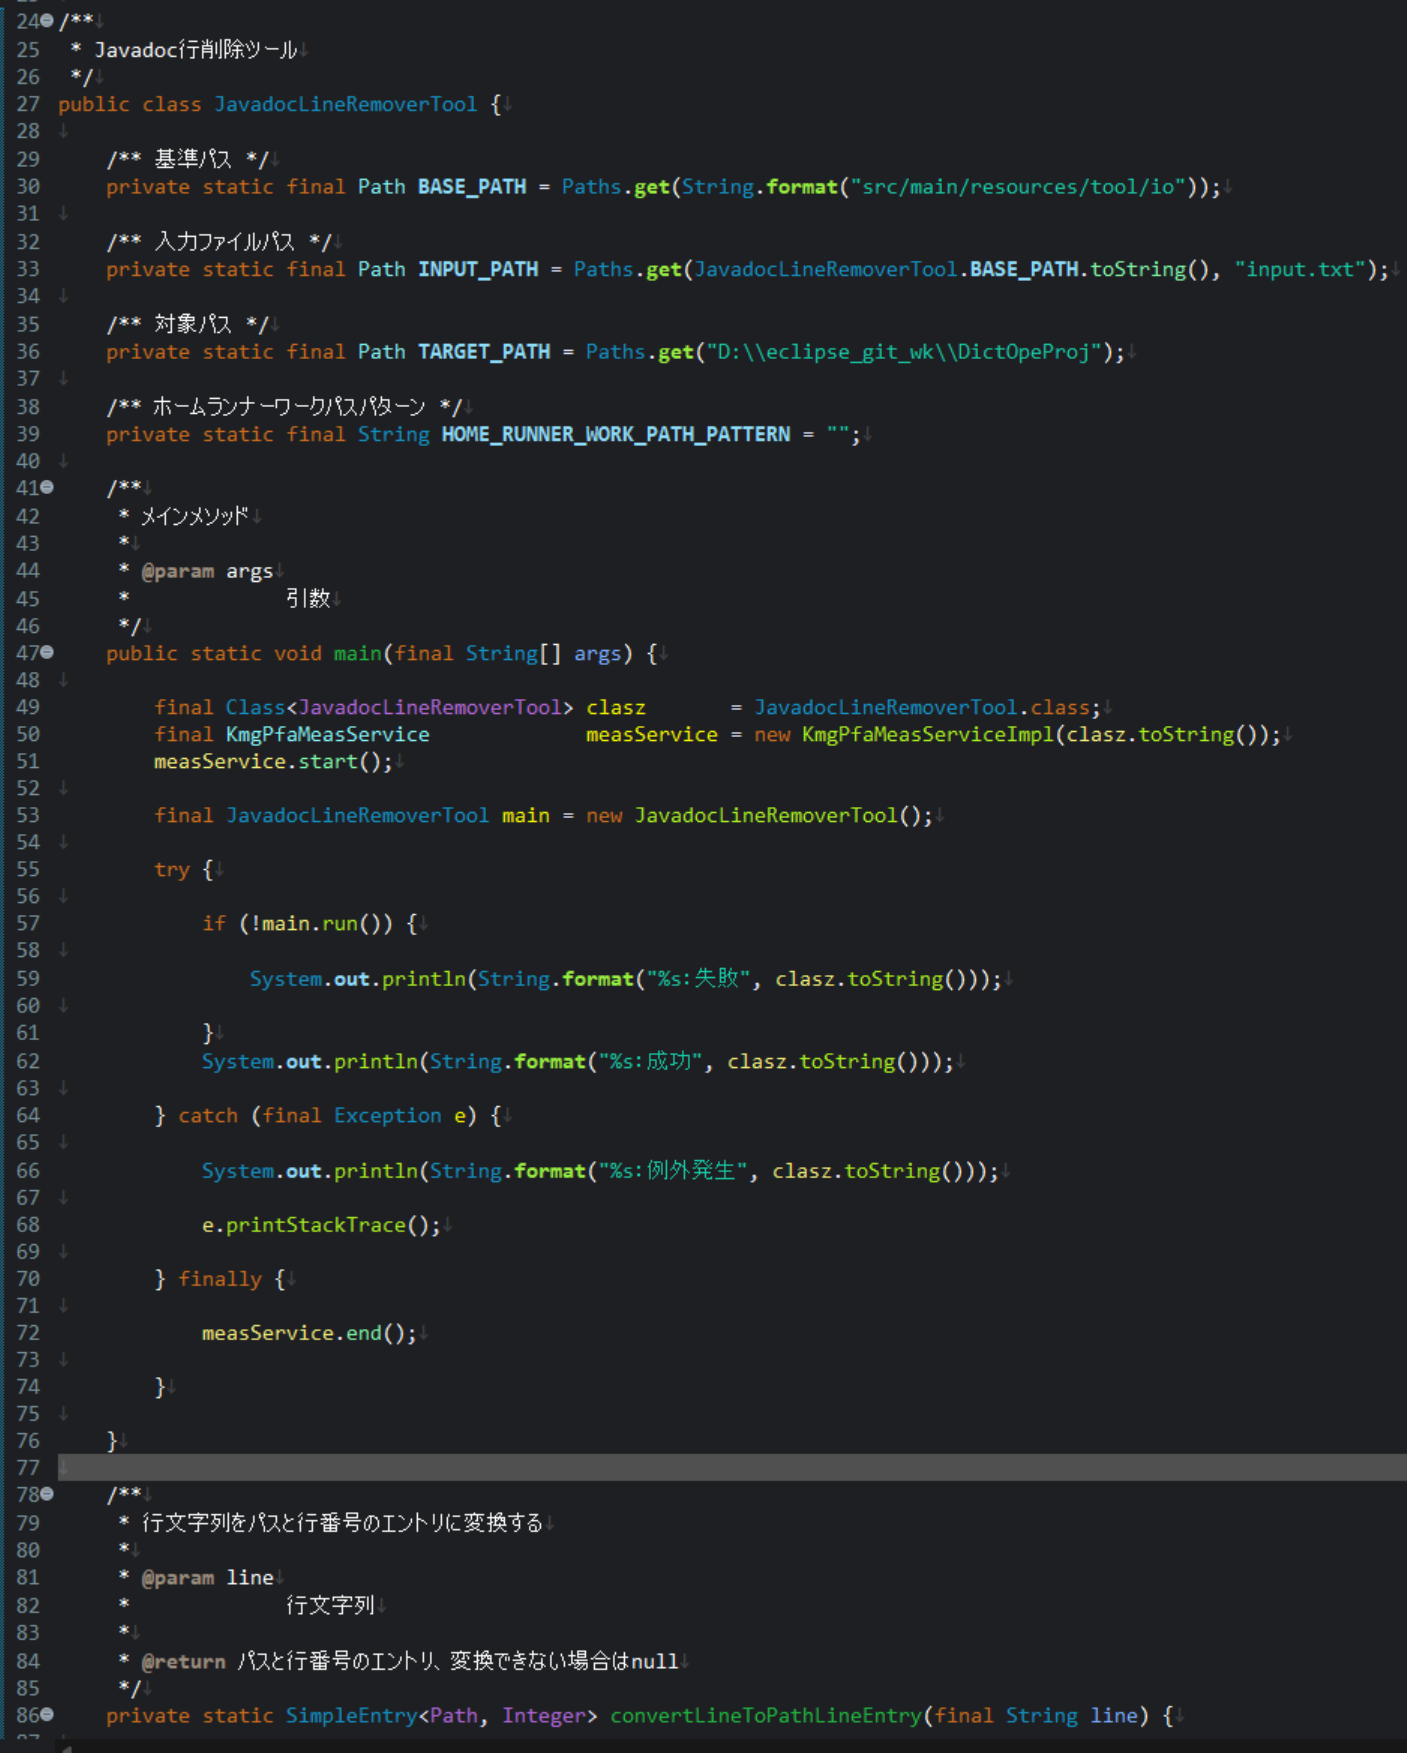 24 /**
25  * Javadoc行削除ツール
26  */
27 public class JavadocLineRemoverTool {
28
29     /** 基準パス */
30     private static final Path BASE_PATH = Paths.get(String.format("src/main/resources/tool/io"));
31
32     /** 入力ファイルパス */
33     private static final Path INPUT_PATH = Paths.get(JavadocLineRemoverTool.BASE_PATH.toString(), "input.txt");
34
35     /** 対象パス */
36     private static final Path TARGET_PATH = Paths.get("D:\\eclipse_git_wk\\DictOpeProj");
37
38     /** ホームランナーワークパスパターン */
39     private static final String HOME_RUNNER_WORK_PATH_PATTERN = "";
40
41     /**
42      * メインメソッド
43      *
44      * @param args
45      *             引数
46      */
47     public static void main(final String[] args) {
48
49         final Class<JavadocLineRemoverTool> clasz       = JavadocLineRemoverTool.class;
50         final KmgPfaMeasService             measService = new KmgPfaMeasServiceImpl(clasz.toString());
51         measService.start();
52
53         final JavadocLineRemoverTool main = new JavadocLineRemoverTool();
54
55         try {
56
57             if (!main.run()) {
58
59                 System.out.println(String.format("%s:失敗", clasz.toString()));
60
61             }
62             System.out.println(String.format("%s:成功", clasz.toString()));
63
64         } catch (final Exception e) {
65
66             System.out.println(String.format("%s:例外発生", clasz.toString()));
67
68             e.printStackTrace();
69
70         } finally {
71
72             measService.end();
73
74         }
75
76     }
77
78     /**
79      * 行文字列をパスと行番号のエントリに変換する
80      *
81      * @param line
82      *             行文字列
83      *
84      * @return パスと行番号のエントリ、変換できない場合はnull
85      */
86     private static SimpleEntry<Path, Integer> convertLineToPathLineEntry(final String line) {